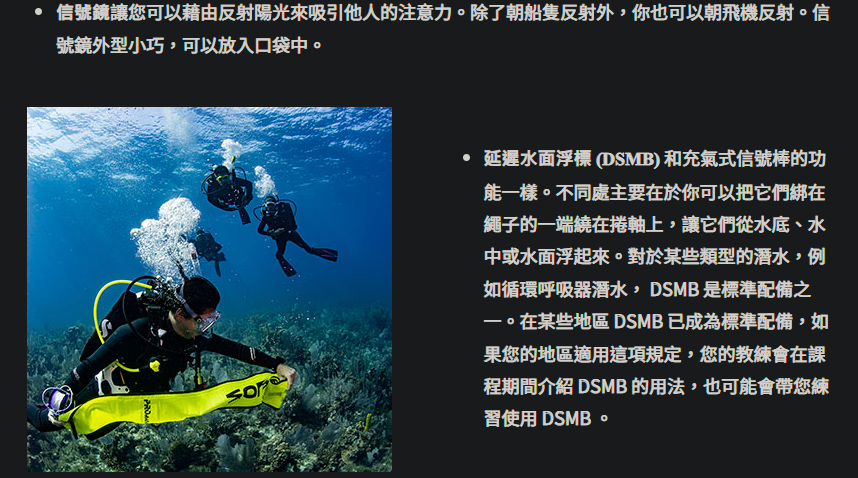 信號鏡讓您可以藉由反射陽光來吸引他人的注意力。除了朝船隻反射外，你也可以朝飛機反射。信
號鏡外型小巧，可以放入口袋中。
延遲水面浮標 (DSMB) 和充氣式信號棒的功
能一樣。不同處主要在於你可以把它們綁在
繩子的一端繞在捲軸上，讓它們從水底、水
中或水面浮起來。對於某些類型的潛水，例
如循環呼吸器潛水， DSMB 是標準配備之
一。在某些地區 DSMB 已成為標準配備，如
果您的地區適用這項規定，您的教練會在課
程期間介紹 DSMB 的用法，也可能會帶您練
習使用 DSMB 。